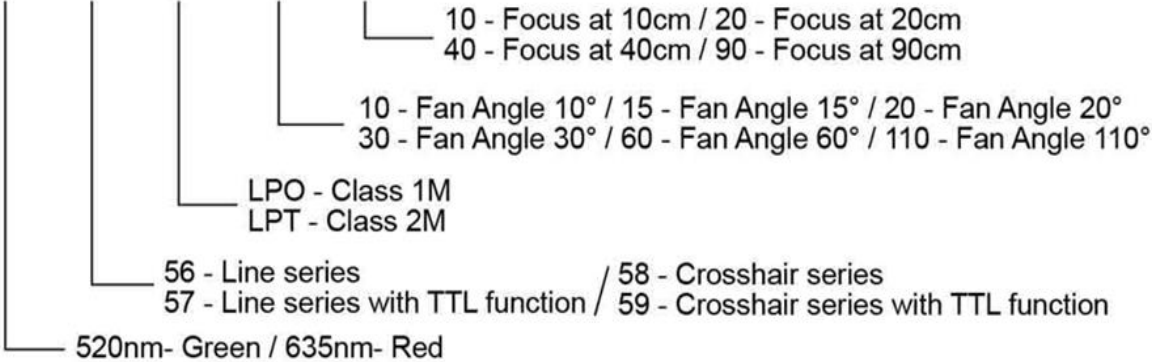 10 - Focus at 10cm / 20 - Focus at 20cm
40 - Focus at 40cm / 90 - Focus at 90cm
10 - Fan Angle 10° / 15 - Fan Angle 15° / 20 - Fan Angle 20°
30 - Fan Angle 30° / 60 - Fan Angle 60° / 110 - Fan Angle 110°
LPO - Class 1M
LPT - Class 2M
56 - Line series / 58 - Crosshair series
57 - Line series with TTL function / 59 - Crosshair series with TTL function
520nm- Green / 635nm- Red